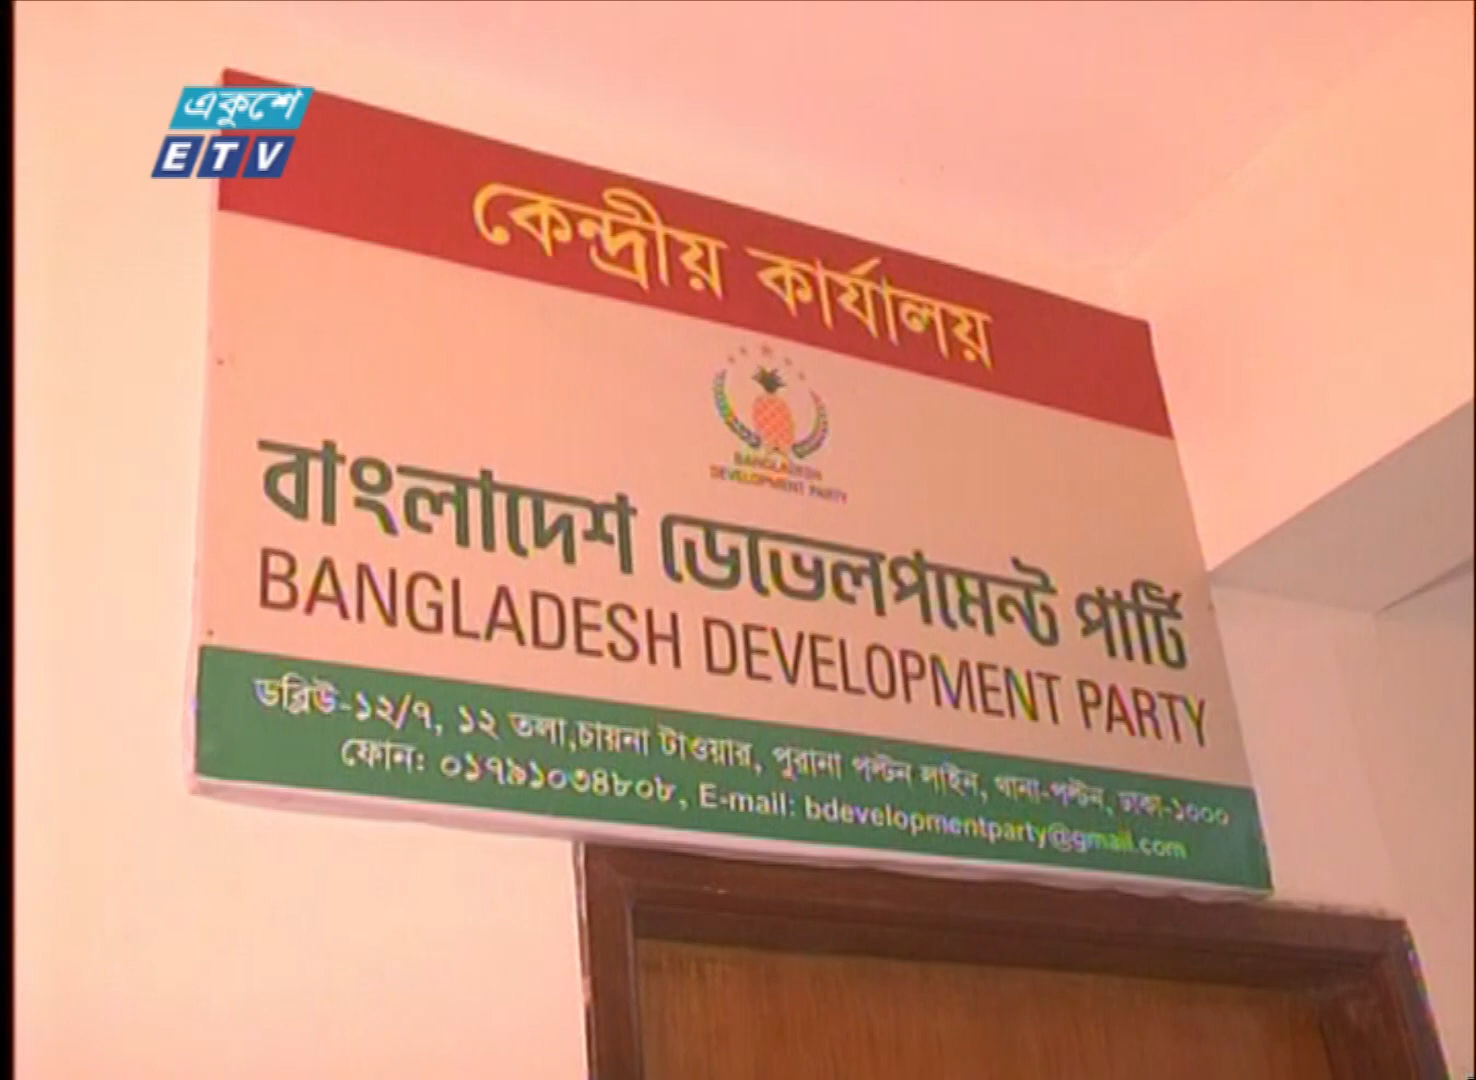 একুশে
ETV
কেন্দ্রীয় কার্যালয়
BANGLADESH
DEVELOPMENT PARTY
বাংলাদেশ ডেভেলপমেন্ট পার্টি
BANGLADESH DEVELOPMENT PARTY
ডব্লিউ-১২/৭, ১২ তলা,চায়না টাওয়ার, পুরানা পল্টন লাইন, থানা-পল্টন, ঢাকা-১০০০
ফোন: ০১৭৯১০৩৪৮০৮, E-mail: bdevelopmentparty@gmail.com